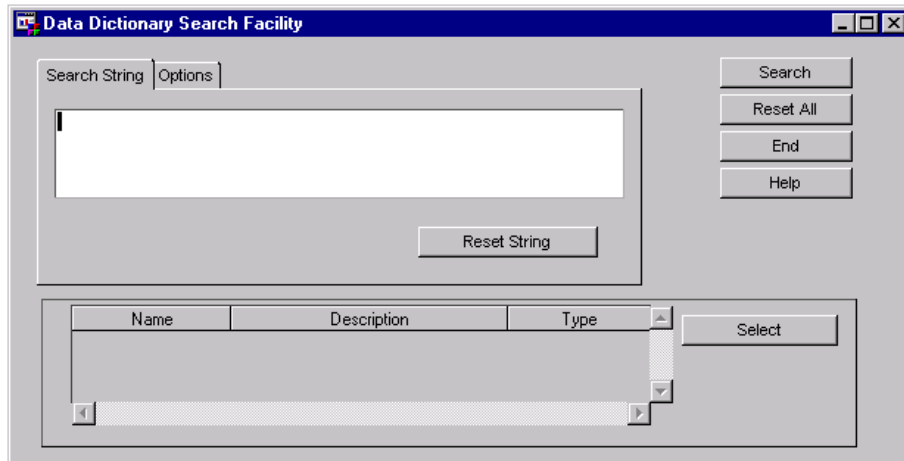 Data Dictionary Search Facility
Search String Options
Search
Reset All
End
Help
Reset String
Name Description Type
Select